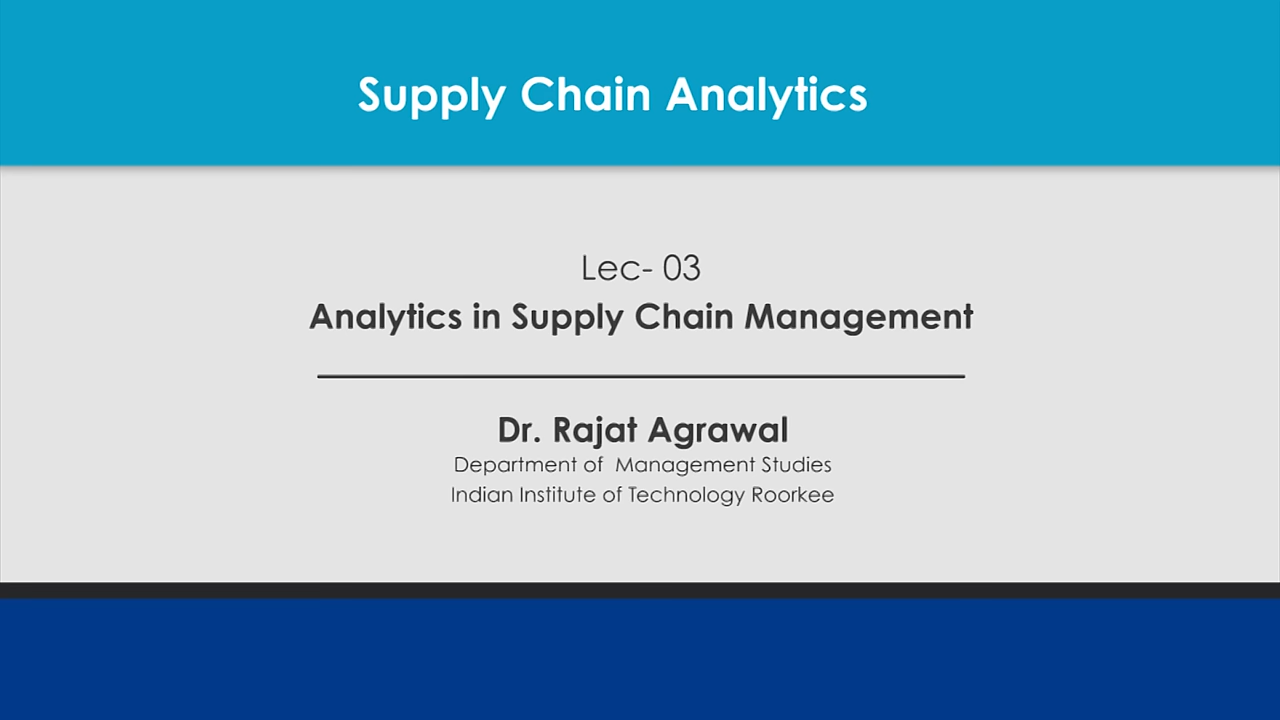 Supply Chain Analytics
Lec- 03
Analytics in Supply Chain Management
Dr. Rajat Agrawal
Department of Management Studies
Indian Institute of Technology Roorkee